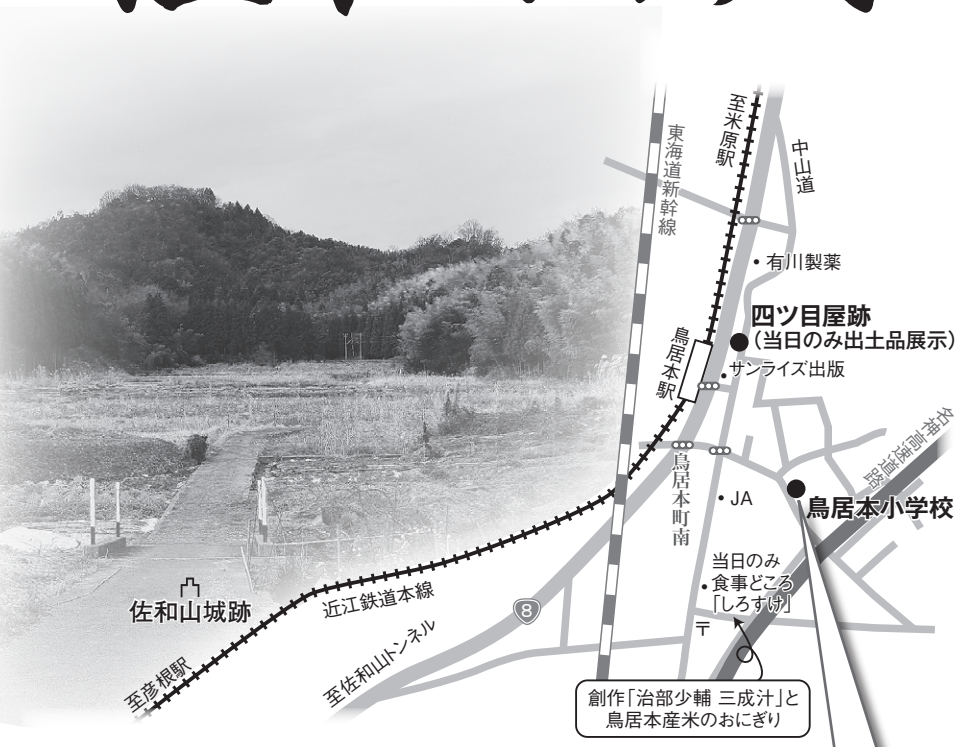 至米原駅
中山道
東海道新幹線
有川製薬
四ツ目屋跡
(当日のみ出土品展示)
鳥居本駅
サンライズ出版
名神高速道路
鳥居本町南
JA
鳥居本小学校
当日のみ
食事どころ
「しろすけ」
〒
佐和山城跡
近江鉄道本線
8
至彦根駅
至佐和山トンネル
創作「治部少輔 三成汁」と
鳥居本産米のおにぎり